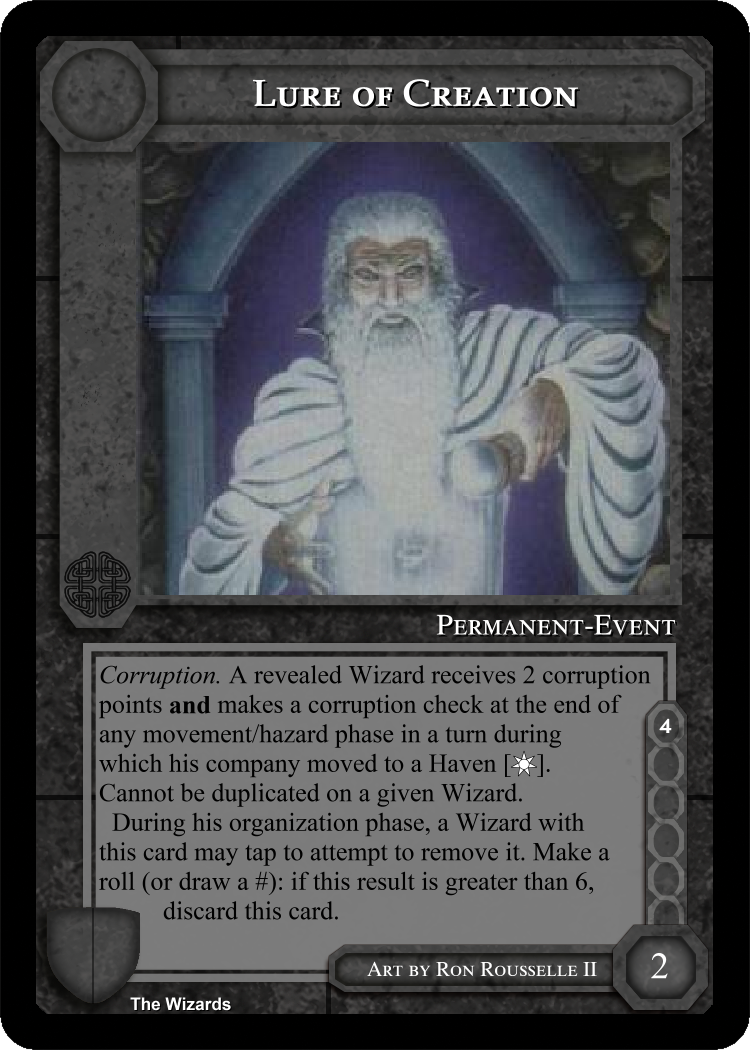 Lure of Creation
Permanent-Event
Corruption. A revealed Wizard receives 2 corruption
points and makes a corruption check at the end of
any movement/hazard phase in a turn during
which his company moved to a Haven [☀].
Cannot be duplicated on a given Wizard.
During his organization phase, a Wizard with
this card may tap to attempt to remove it. Make a
roll (or draw a #): if this result is greater than 6,
discard this card.
4
Art by Ron Rousselle II
2
The Wizards